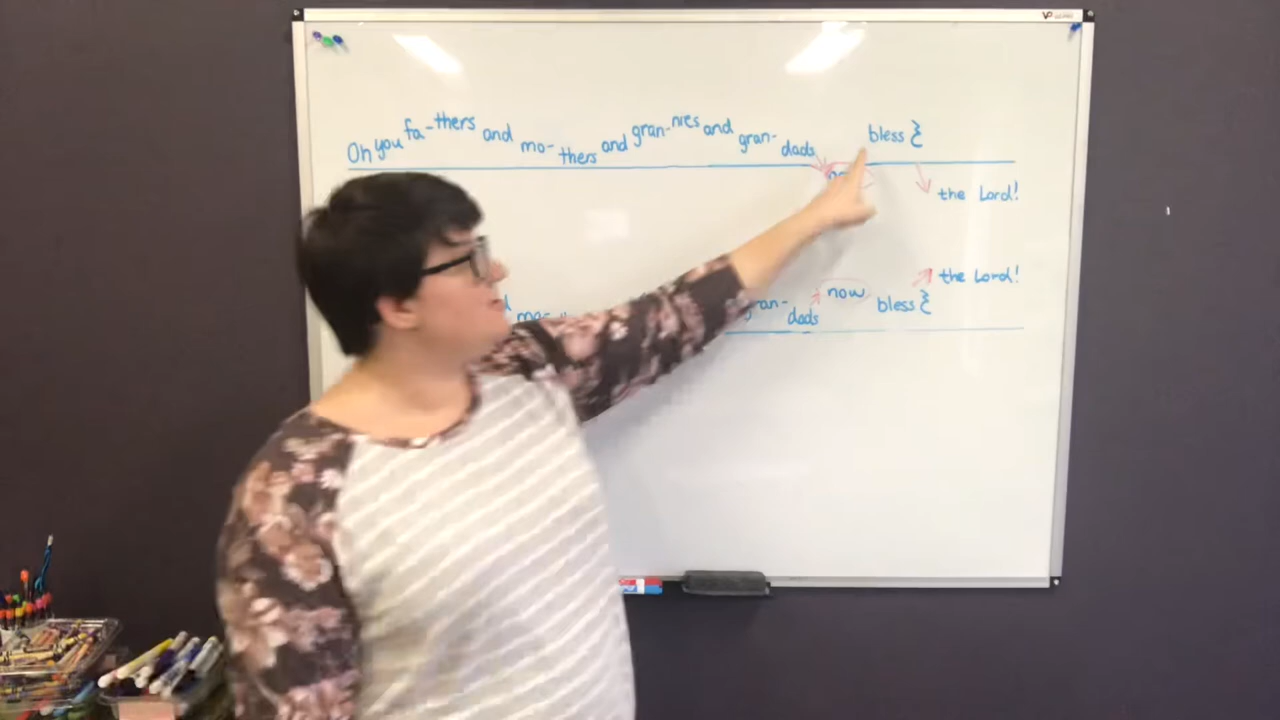 Oh you fa-thers and mo-thers and gran-nies and gran-dads bless
the Lord!
the Lord!
gran-dads now bless